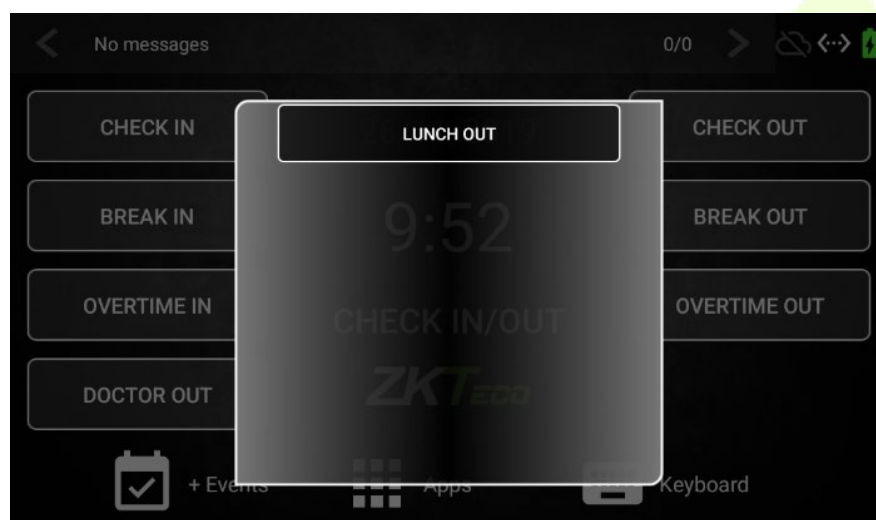 No messages
0/0
CHECK IN
LUNCH OUT
CHECK OUT
BREAK IN
9:52
BREAK OUT
OVERTIME IN
CHECK IN/OUT
OVERTIME OUT
DOCTOR OUT
ZKTeco
+ Events
Apps
Keyboard